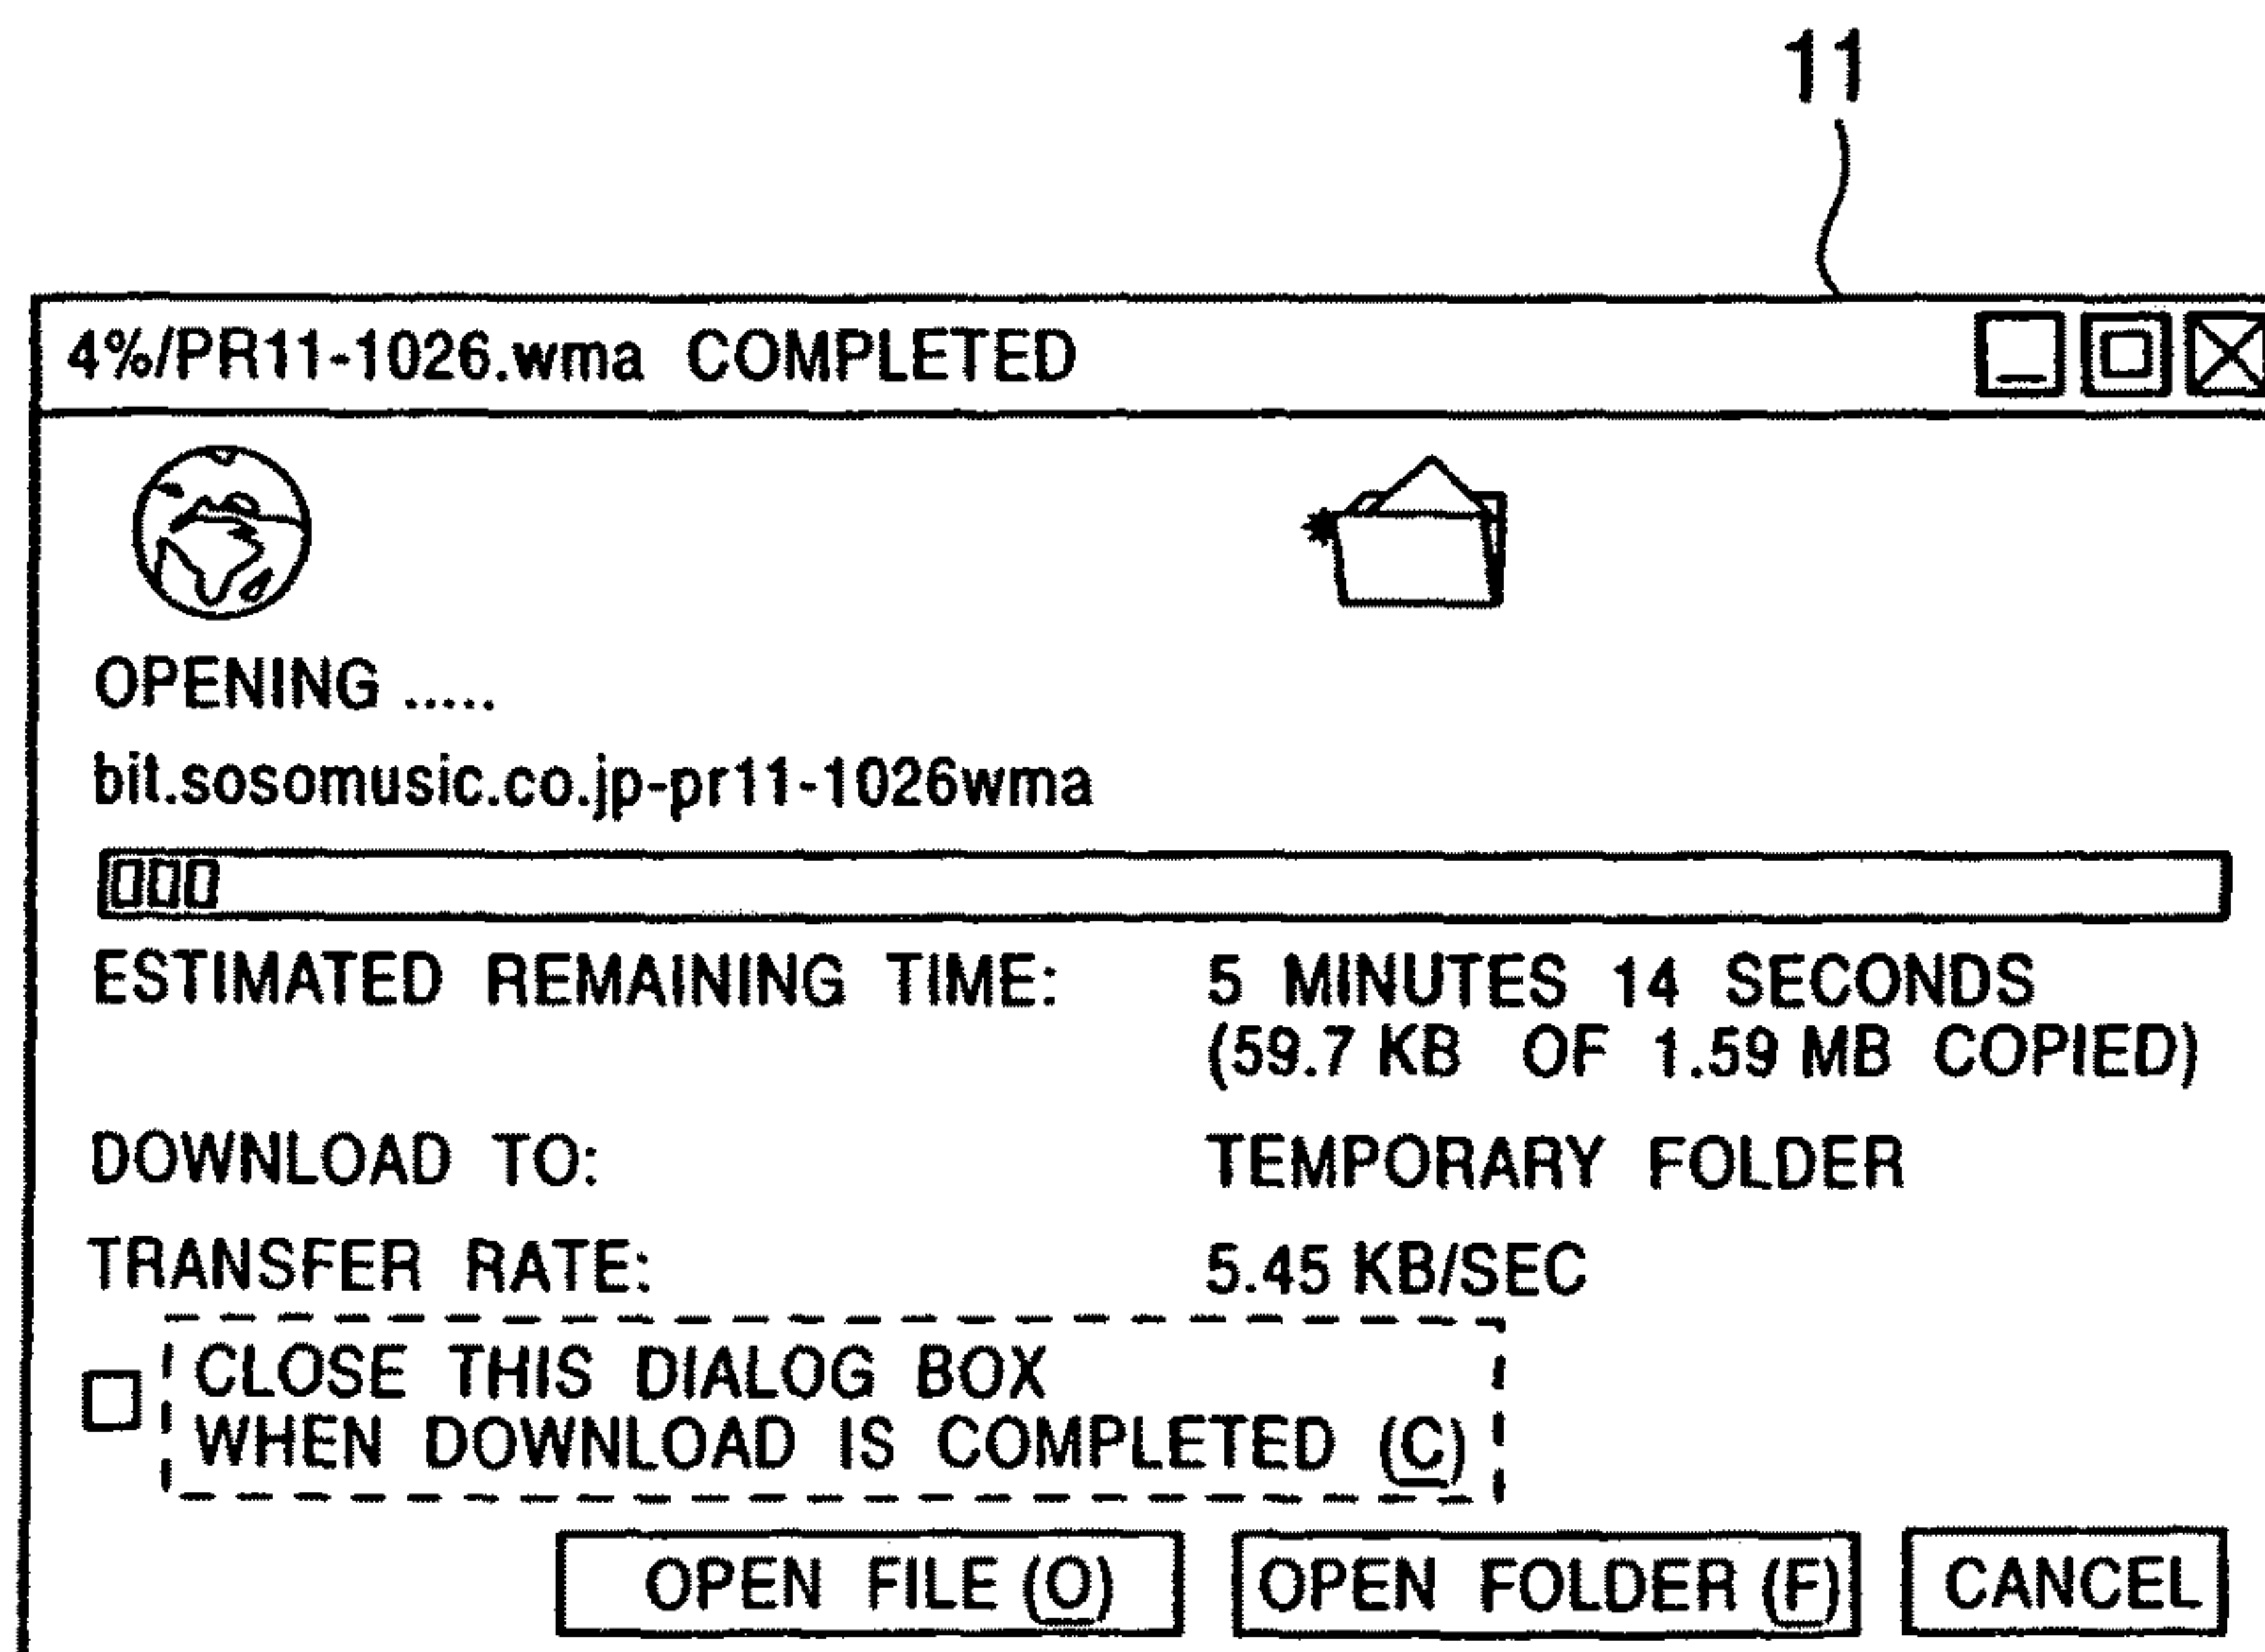 11
4%/PR11-1026.wma COMPLETED
OPENING .....
bit.sosomusic.co.jp-pr11-1026wma
ESTIMATED REMAINING TIME: 5 MINUTES 14 SECONDS
(59.7 KB OF 1.59 MB COPIED)
DOWNLOAD TO: TEMPORARY FOLDER
TRANSFER RATE: 5.45 KB/SEC
CLOSE THIS DIALOG BOX
WHEN DOWNLOAD IS COMPLETED (C)
OPEN FILE (O) OPEN FOLDER (F) CANCEL